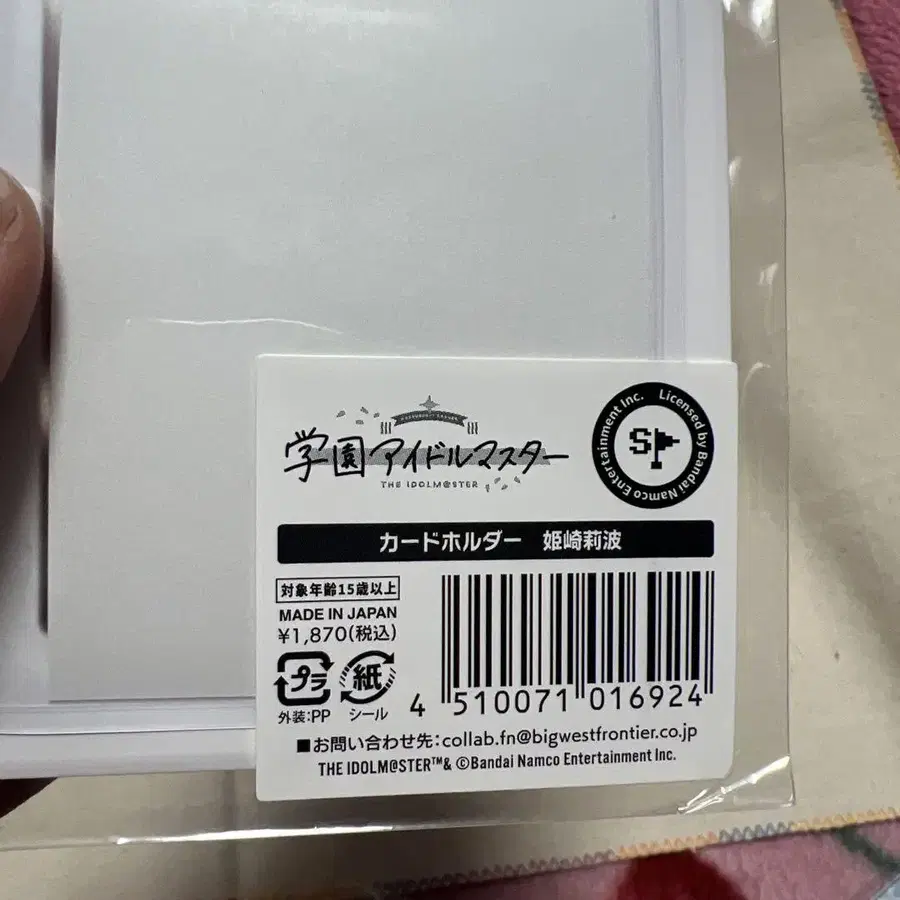 学園アイドルマスター
THE IDOLM@STER
Licensed by Bandai Namco Entertainment Inc.
S
カードホルダー 姫崎莉波
対象年齢15歳以上
MADE IN JAPAN
¥1,870(税込)
プラ
紙
外装:PP
シール
4 510071 016924
■お問い合わせ先:collab.fn@bigwestfrontier.co.jp
THE IDOLM@STER™& ©Bandai Namco Entertainment Inc.